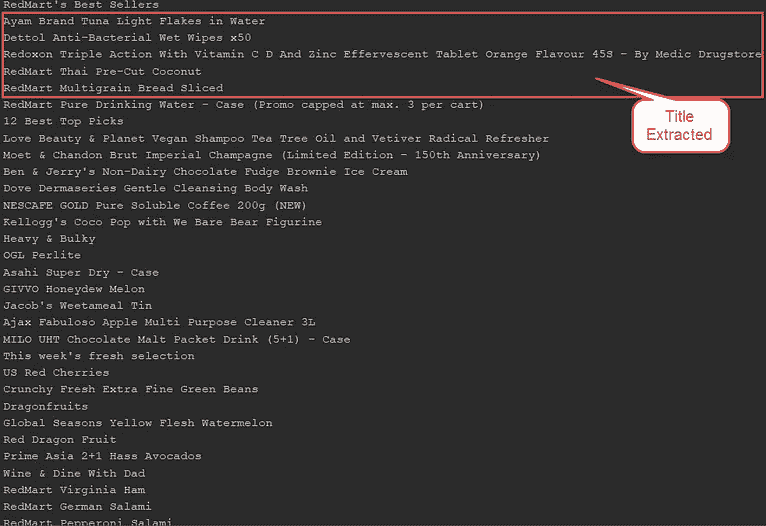 RedMart's Best Sellers
Ayam Brand Tuna Light Flakes in Water
Dettol Anti-Bacterial Wet Wipes x50
Redoxon Triple Action With Vitamin C D And Zinc Effervescent Tablet Orange Flavour 45S - By Medic Drugstore
RedMart Thai Pre-Cut Coconut
RedMart Multigrain Bread Sliced
RedMart Pure Drinking Water - Case (Promo capped at max. 3 per cart)
12 Best Top Picks
Love Beauty & Planet Vegan Shampoo Tea Tree Oil and Vetiver Radical Refresher
Moet & Chandon Brut Imperial Champagne (Limited Edition - 150th Anniversary)
Ben & Jerry's Non-Dairy Chocolate Fudge Brownie Ice Cream
Dove Dermaseries Gentle Cleansing Body Wash
NESCAFE GOLD Pure Soluble Coffee 200g (NEW)
Kellogg's Coco Pop with We Bare Bear Figurine
Heavy & Bulky
OGL Perlite
Asahi Super Dry - Case
GIVVO Honeydew Melon
Jacob's Weetameal Tin
Ajax Fabuloso Apple Multi Purpose Cleaner 3L
MILO UHT Chocolate Malt Packet Drink (5+1) - Case
This week's fresh selection
US Red Cherries
Crunchy Fresh Extra Fine Green Beans
Dragonfruits
Global Seasons Yellow Flesh Watermelon
Red Dragon Fruit
Prime Asia 2+1 Hass Avocados
Wine & Dine With Dad
RedMart Virginia Ham
RedMart German Salami
RedMart Pepperoni Salami
Title
Extracted